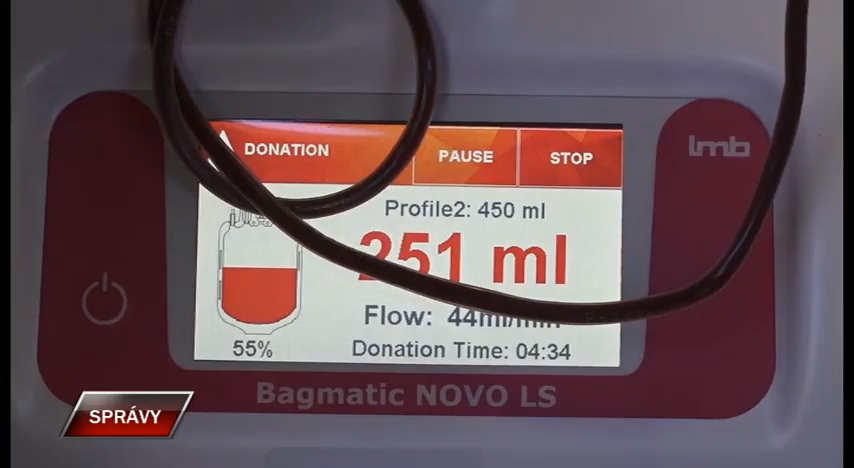 DONATION
PAUSE
STOP
lmb
Profile2: 450 ml
251 ml
Flow: 44ml/min
55%
Donation Time: 04:34
Bagmatic NOVO LS
SPRÁVY